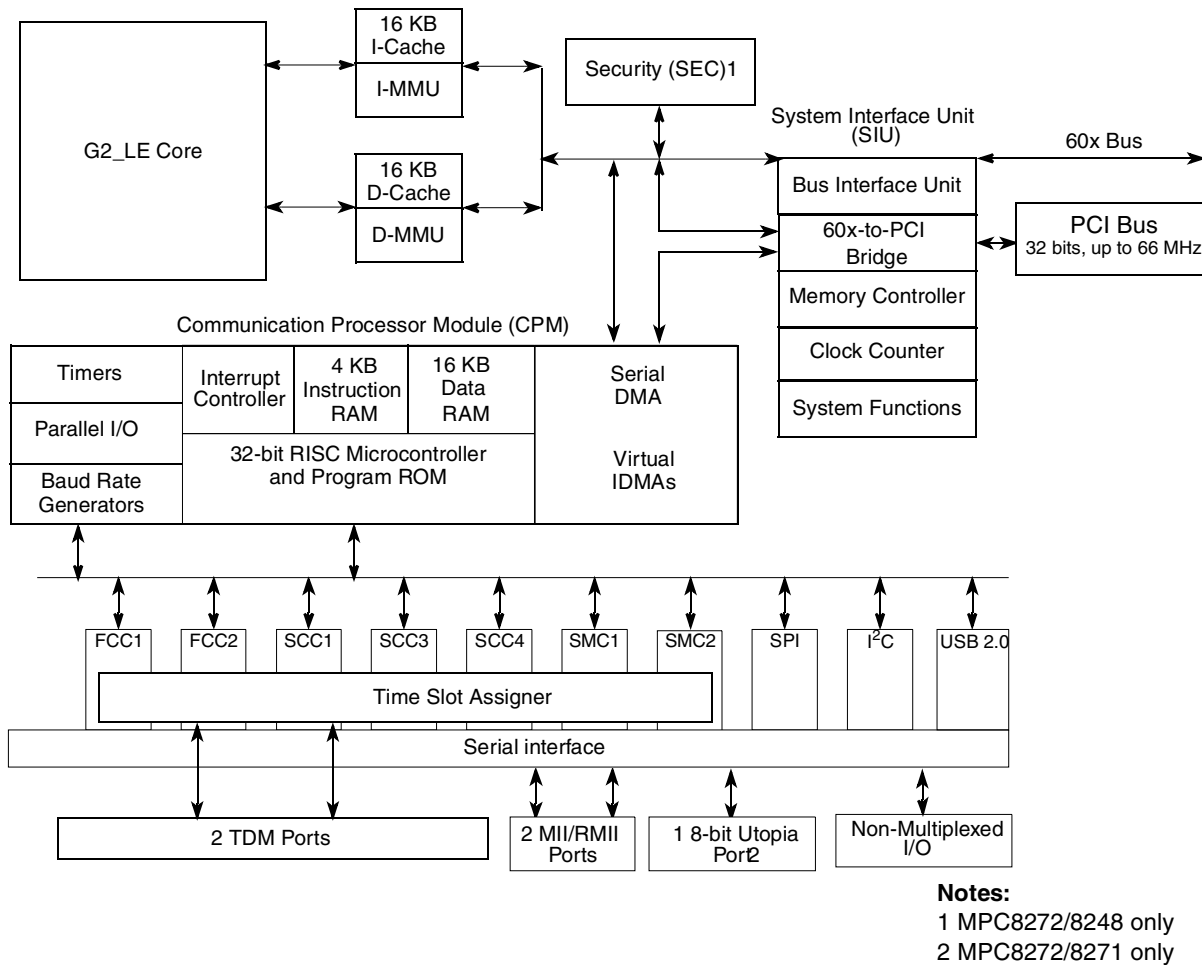 16 KB
I-Cache
I-MMU
G2_LE Core
16 KB
D-Cache
D-MMU
Security (SEC)1
System Interface Unit
(SIU)
60x Bus
Bus Interface Unit
60x-to-PCI
Bridge
PCI Bus
32 bits, up to 66 MHz
Memory Controller
Clock Counter
System Functions
Communication Processor Module (CPM)
Timers
Parallel I/O
Baud Rate
Generators
Interrupt
Controller
4 KB
Instruction
RAM
16 KB
Data
RAM
32-bit RISC Microcontroller
and Program ROM
Serial
DMA
Virtual
IDMAs
FCC1
FCC2
SCC1
SCC3
SCC4
SMC1
SMC2
SPI
I²C
USB 2.0
Time Slot Assigner
Serial interface
2 TDM Ports
2 MII/RMII
Ports
1 8-bit Utopia
Port2
Non-Multiplexed
I/O
Notes:
1 MPC8272/8248 only
2 MPC8272/8271 only